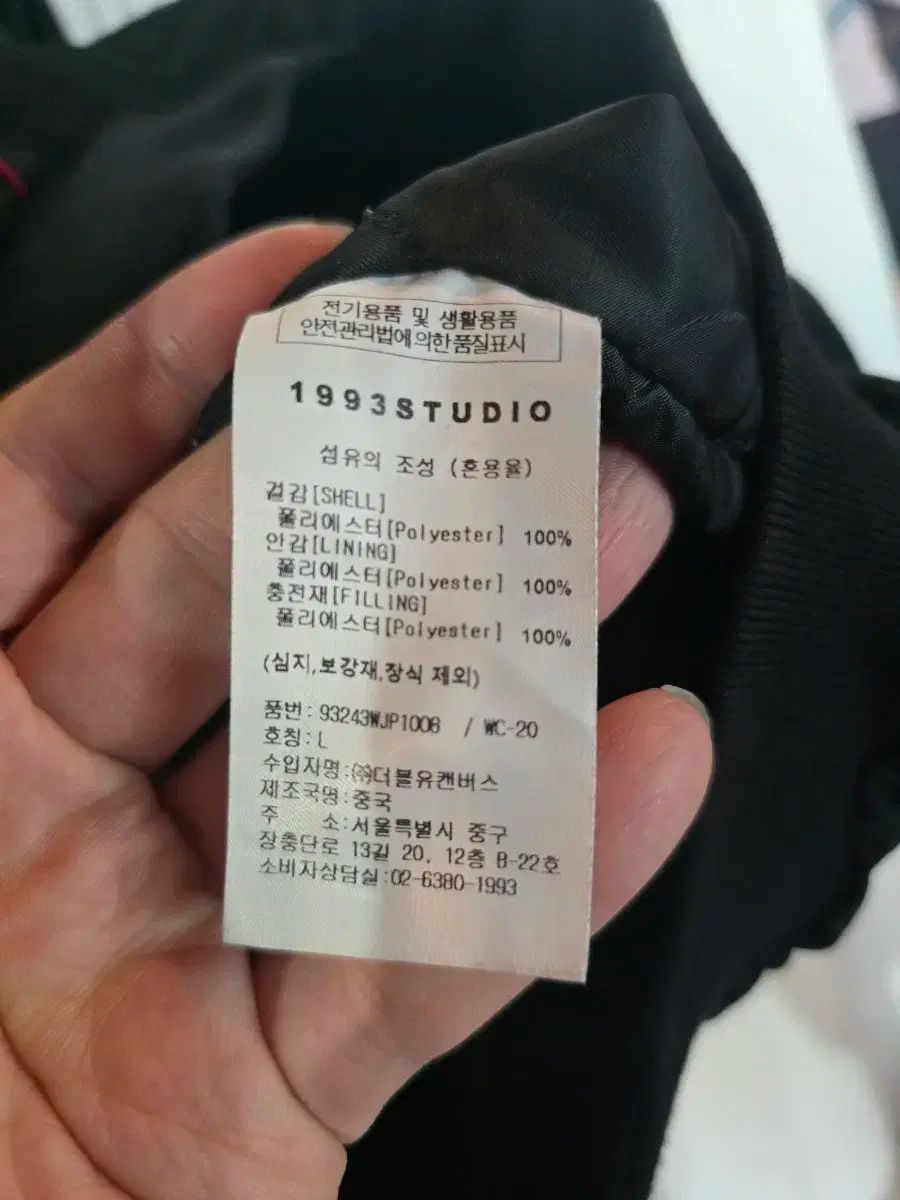 전기용품 및 생활용품
안전관리법에의한품질표시
1993STUDIO
섬유의 조성 (혼용율)
겉감[SHELL]
폴리에스터[Polyester] 100%
안감[LINING]
폴리에스터[Polyester] 100%
충전재[FILLING]
폴리에스터[Polyester] 100%
(심지,보강재,장식 제외)
품번: 93243WJP1008 / WC-20
호칭:L
수입자명:㈜더블유캔버스
제조국명:중국
주 소:서울특별시 중구
장충단로 13길 20, 12층 B-22호
소비자상담실:02-6380-1993